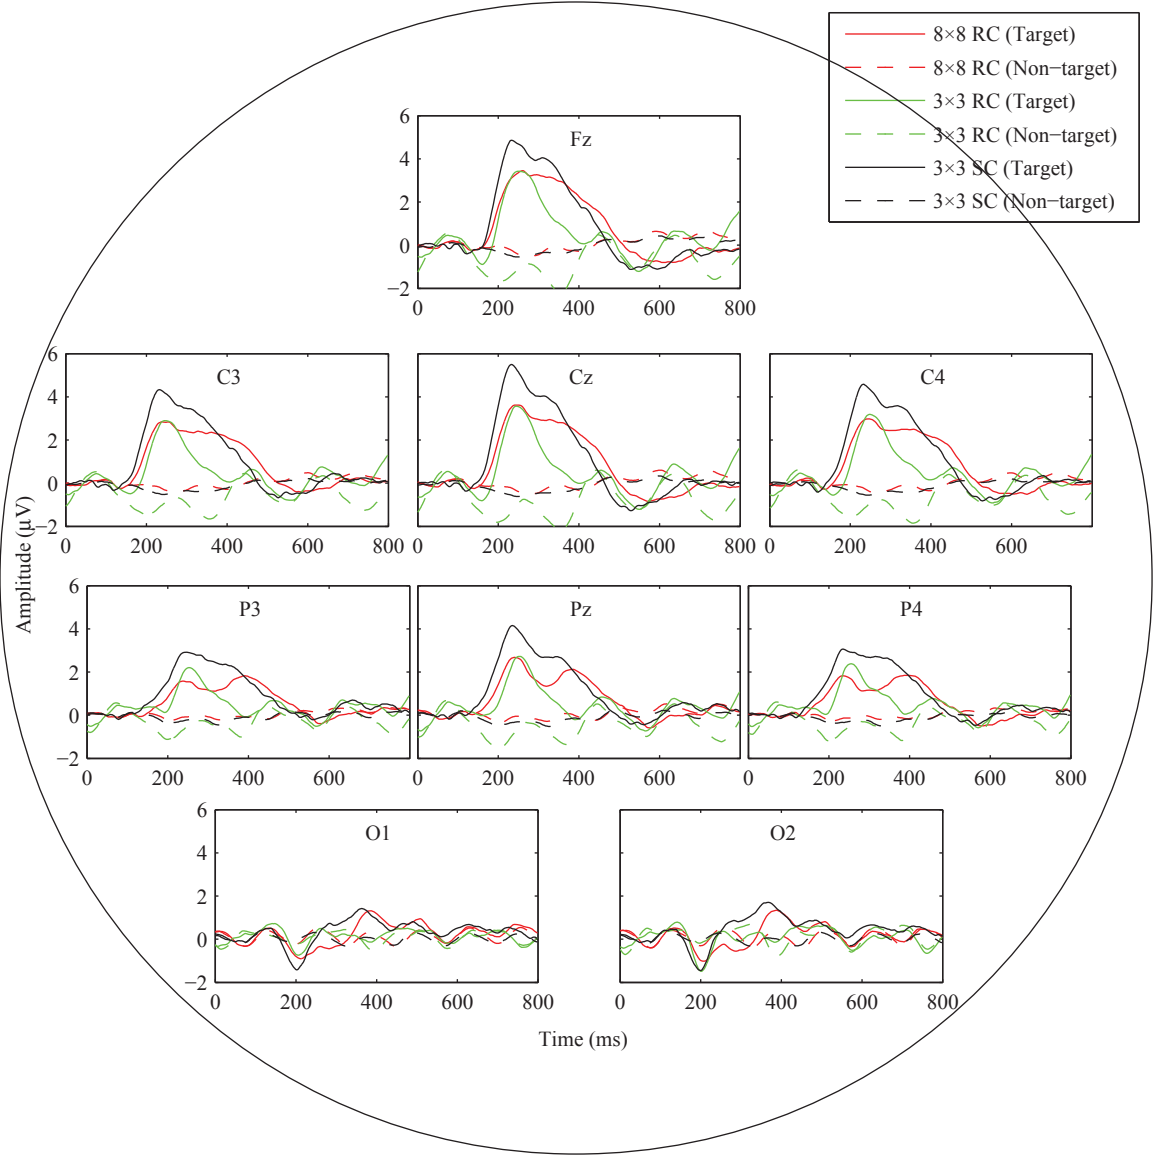 8×8 RC (Target)
8×8 RC (Non−target)
3×3 RC (Target)
3×3 RC (Non−target)
3×3 SC (Target)
3×3 SC (Non−target)
Fz
6
4
2
0
−2
0 200 400 600 800
C3
6
4
2
0
−2
0 200 400 600 800
Cz
0 200 400 600 800
C4
0 200 400 600
Amplitude (μV)
P3
6
4
2
0
−2
0 200 400 600
Pz
0 200 400 600
P4
0 200 400 600 800
O1
6
4
2
0
−2
0 200 400 600 800
O2
0 200 400 600 800
Time (ms)